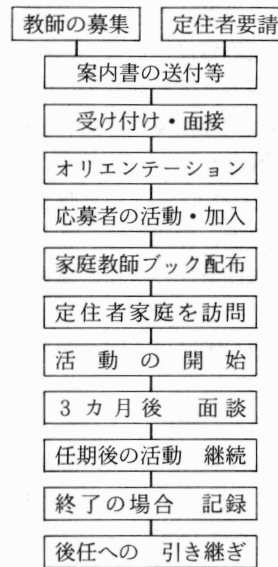 教師の募集 定住者要請
案内書の送付等
受け付け・面接
オリエンテーション
応募者の活動・加入
家庭教師ブック配布
定住者家庭を訪問
活動の開始
3カ月後 面談
任期後の活動 継続
終了の場合 記録
後任への 引き継ぎ